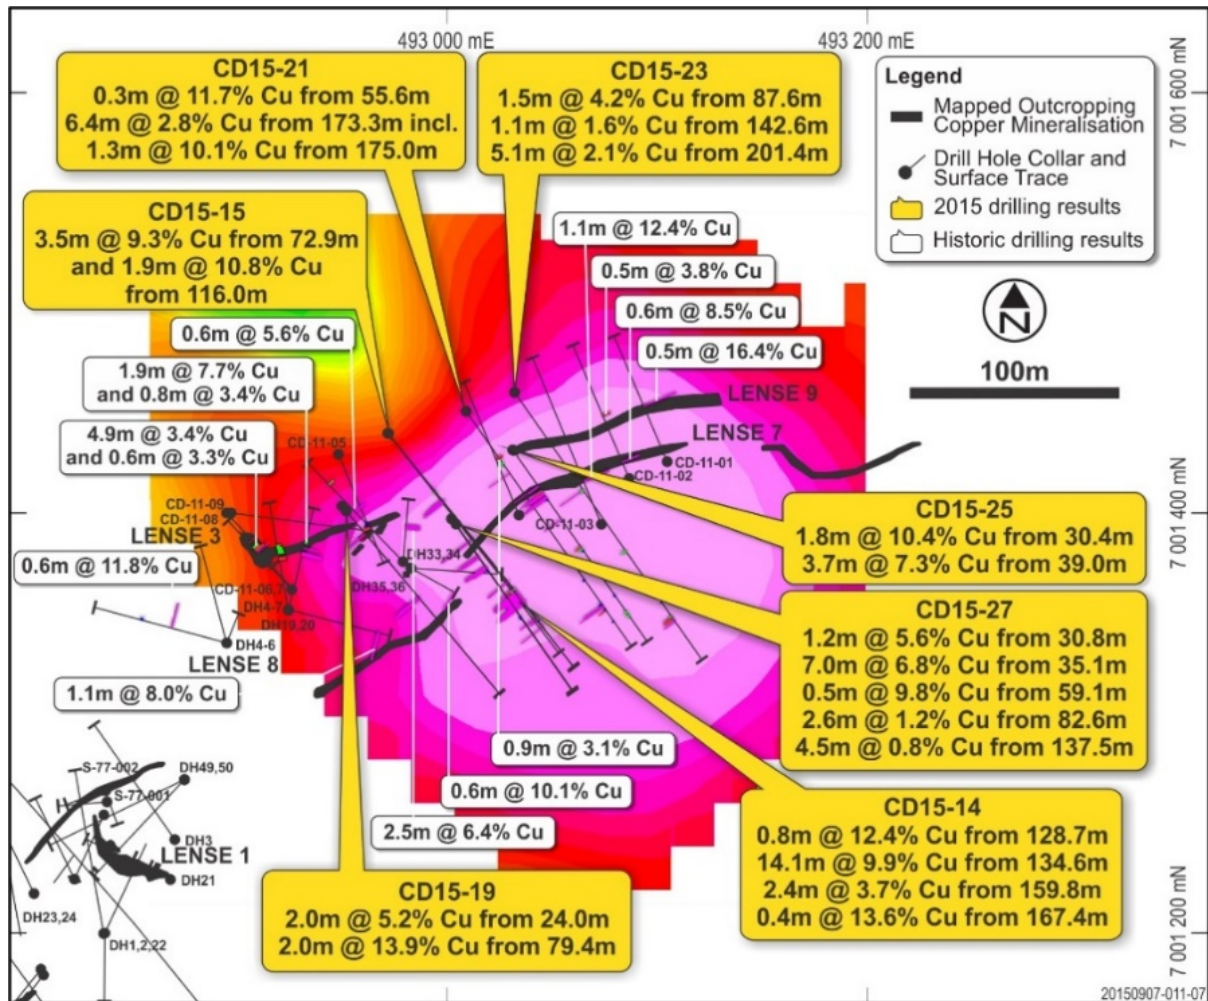 493 000 mE
493 200 mE
7 001 600 mN
7 001 400 mN
7 001 200 mN
CD15-21
0.3m @ 11.7% Cu from 55.6m
6.4m @ 2.8% Cu from 173.3m incl.
1.3m @ 10.1% Cu from 175.0m
CD15-23
1.5m @ 4.2% Cu from 87.6m
1.1m @ 1.6% Cu from 142.6m
5.1m @ 2.1% Cu from 201.4m
Legend
Mapped Outcropping
Copper Mineralisation
Drill Hole Collar and
Surface Trace
2015 drilling results
Historic drilling results
N
100m
CD15-15
3.5m @ 9.3% Cu from 72.9m
and 1.9m @ 10.8% Cu
from 116.0m
1.1m @ 12.4% Cu
0.5m @ 3.8% Cu
0.6m @ 8.5% Cu
0.5m @ 16.4% Cu
0.6m @ 5.6% Cu
1.9m @ 7.7% Cu
and 0.8m @ 3.4% Cu
4.9m @ 3.4% Cu
and 0.6m @ 3.3% Cu
LENSE 9
LENSE 7
CD-11-05
CD-11-01
CD-11-02
CD-11-03
CD-11-09
CD-11-08
LENSE 3
0.6m @ 11.8% Cu
DH33,34
DH35,36
CD-11-06,7
DH4-7
DH19,20
DH4-6
LENSE 8
1.1m @ 8.0% Cu
CD15-25
1.8m @ 10.4% Cu from 30.4m
3.7m @ 7.3% Cu from 39.0m
CD15-27
1.2m @ 5.6% Cu from 30.8m
7.0m @ 6.8% Cu from 35.1m
0.5m @ 9.8% Cu from 59.1m
2.6m @ 1.2% Cu from 82.6m
4.5m @ 0.8% Cu from 137.5m
0.9m @ 3.1% Cu
0.6m @ 10.1% Cu
2.5m @ 6.4% Cu
S-77-002
DH49,50
S-77-001
DH3
LENSE 1
DH21
DH23,24
DH1,2,22
CD15-14
0.8m @ 12.4% Cu from 128.7m
14.1m @ 9.9% Cu from 134.6m
2.4m @ 3.7% Cu from 159.8m
0.4m @ 13.6% Cu from 167.4m
CD15-19
2.0m @ 5.2% Cu from 24.0m
2.0m @ 13.9% Cu from 79.4m
20150907-011-07